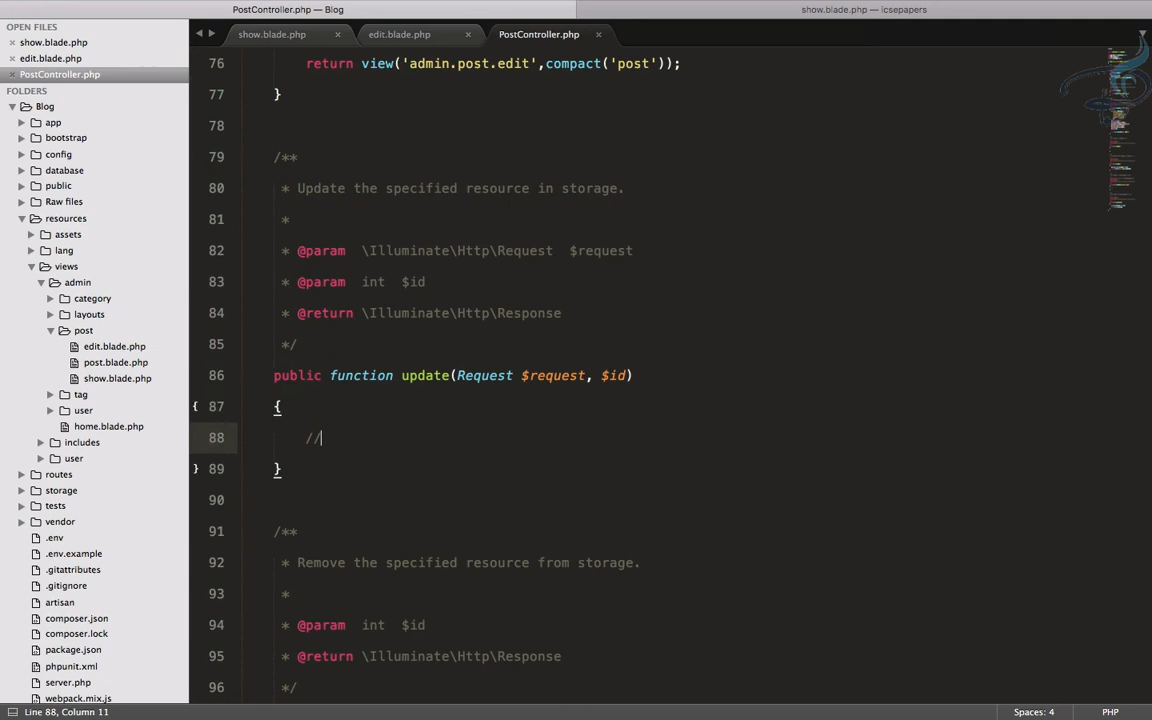 PostController.php — Blog
show.blade.php — icsepapers
OPEN FILES
× show.blade.php
× edit.blade.php
× PostController.php
FOLDERS
Blog
app
bootstrap
config
database
public
Raw files
resources
assets
lang
views
admin
category
layouts
post
edit.blade.php
post.blade.php
show.blade.php
tag
user
home.blade.php
includes
user
routes
storage
tests
vendor
.env
.env.example
.gitattributes
.gitignore
artisan
composer.json
composer.lock
package.json
phpunit.xml
server.php
webpack.mix.js
show.blade.php ×
edit.blade.php ×
PostController.php ×
76 return view('admin.post.edit',compact('post'));
77 }
78
79 /**
80 * Update the specified resource in storage.
81 *
82 * @param \Illuminate\Http\Request $request
83 * @param int $id
84 * @return \Illuminate\Http\Response
85 */
86 public function update(Request $request, $id)
{ 87 {
88 //
} 89 }
90
91 /**
92 * Remove the specified resource from storage.
93 *
94 * @param int $id
95 * @return \Illuminate\Http\Response
96 */
Line 88, Column 11
Spaces: 4
PHP